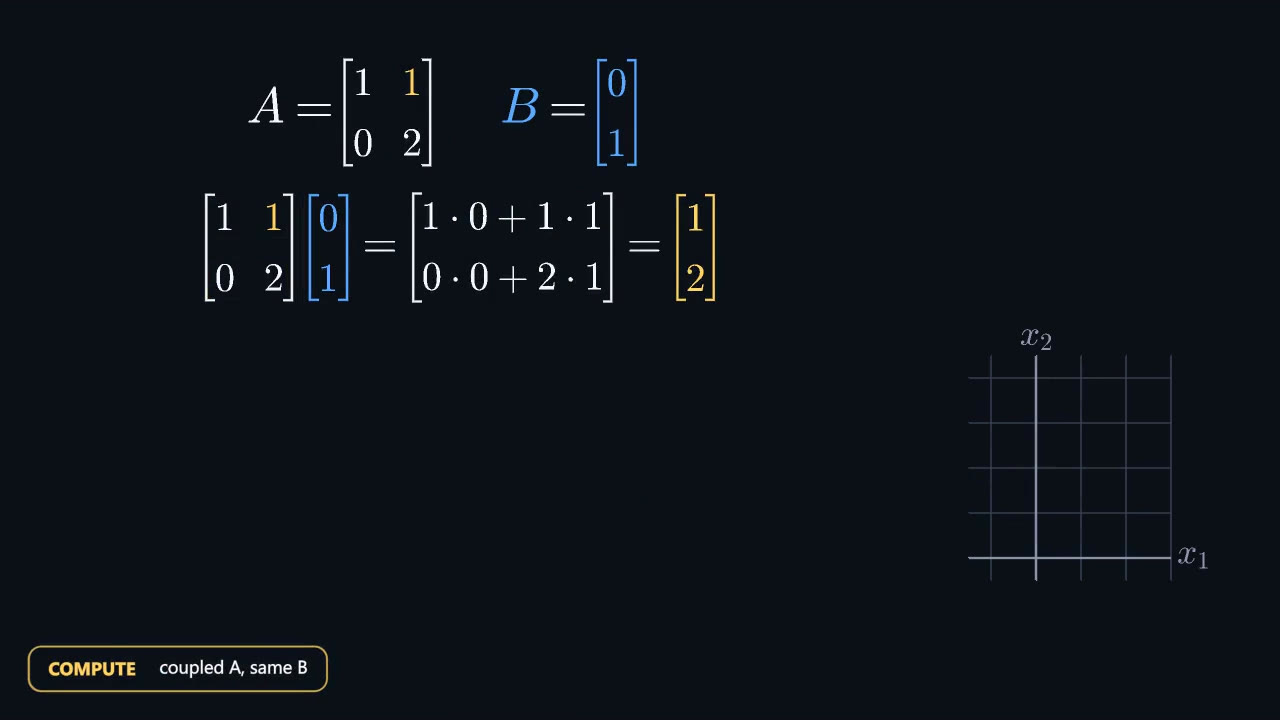 A = [1 1; 0 2] B = [0; 1]
[1 1; 0 2] [0; 1] = [1 · 0 + 1 · 1; 0 · 0 + 2 · 1] = [1; 2]
x₂
x₁
COMPUTE coupled A, same B